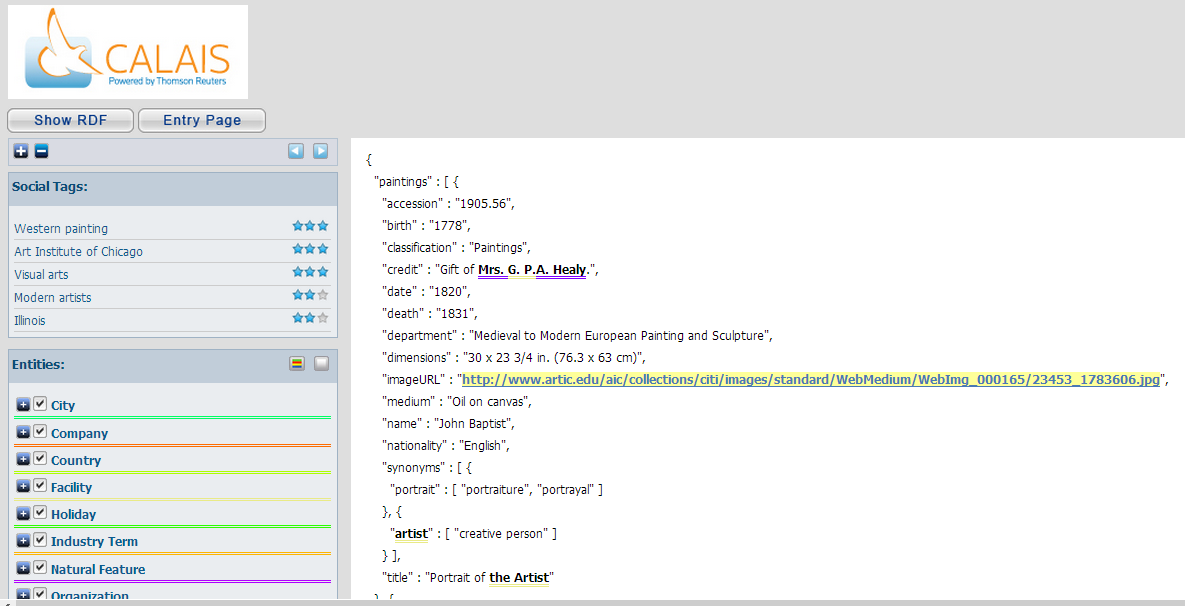 CALAIS
Powered by Thomson Reuters
Show RDF
Entry Page
Social Tags:
Western painting
Art Institute of Chicago
Visual arts
Modern artists
Illinois
Entities:
City
Company
Country
Facility
Holiday
Industry Term
Natural Feature
Organization
{
"paintings" : [ {
"accession" : "1905.56",
"birth" : "1778",
"classification" : "Paintings",
"credit" : "Gift of Mrs. G. P.A. Healy.",
"date" : "1820",
"death" : "1831",
"department" : "Medieval to Modern European Painting and Sculpture",
"dimensions" : "30 x 23 3/4 in. (76.3 x 63 cm)",
"imageURL" : "http://www.artic.edu/aic/collections/citi/images/standard/WebMedium/WebImg_000165/23453_1783606.jpg",
"medium" : "Oil on canvas",
"name" : "John Baptist",
"nationality" : "English",
"synonyms" : [ {
"portrait" : [ "portraiture", "portrayal" ]
}, {
"artist" : [ "creative person" ]
} ],
"title" : "Portrait of the Artist"
}, {